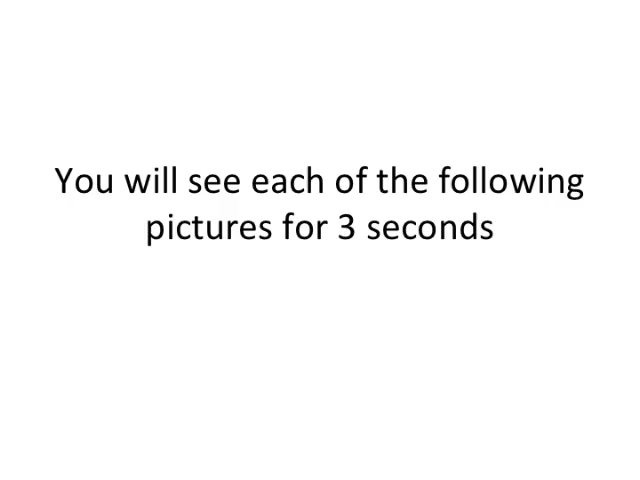 You will see each of the following
pictures for 3 seconds